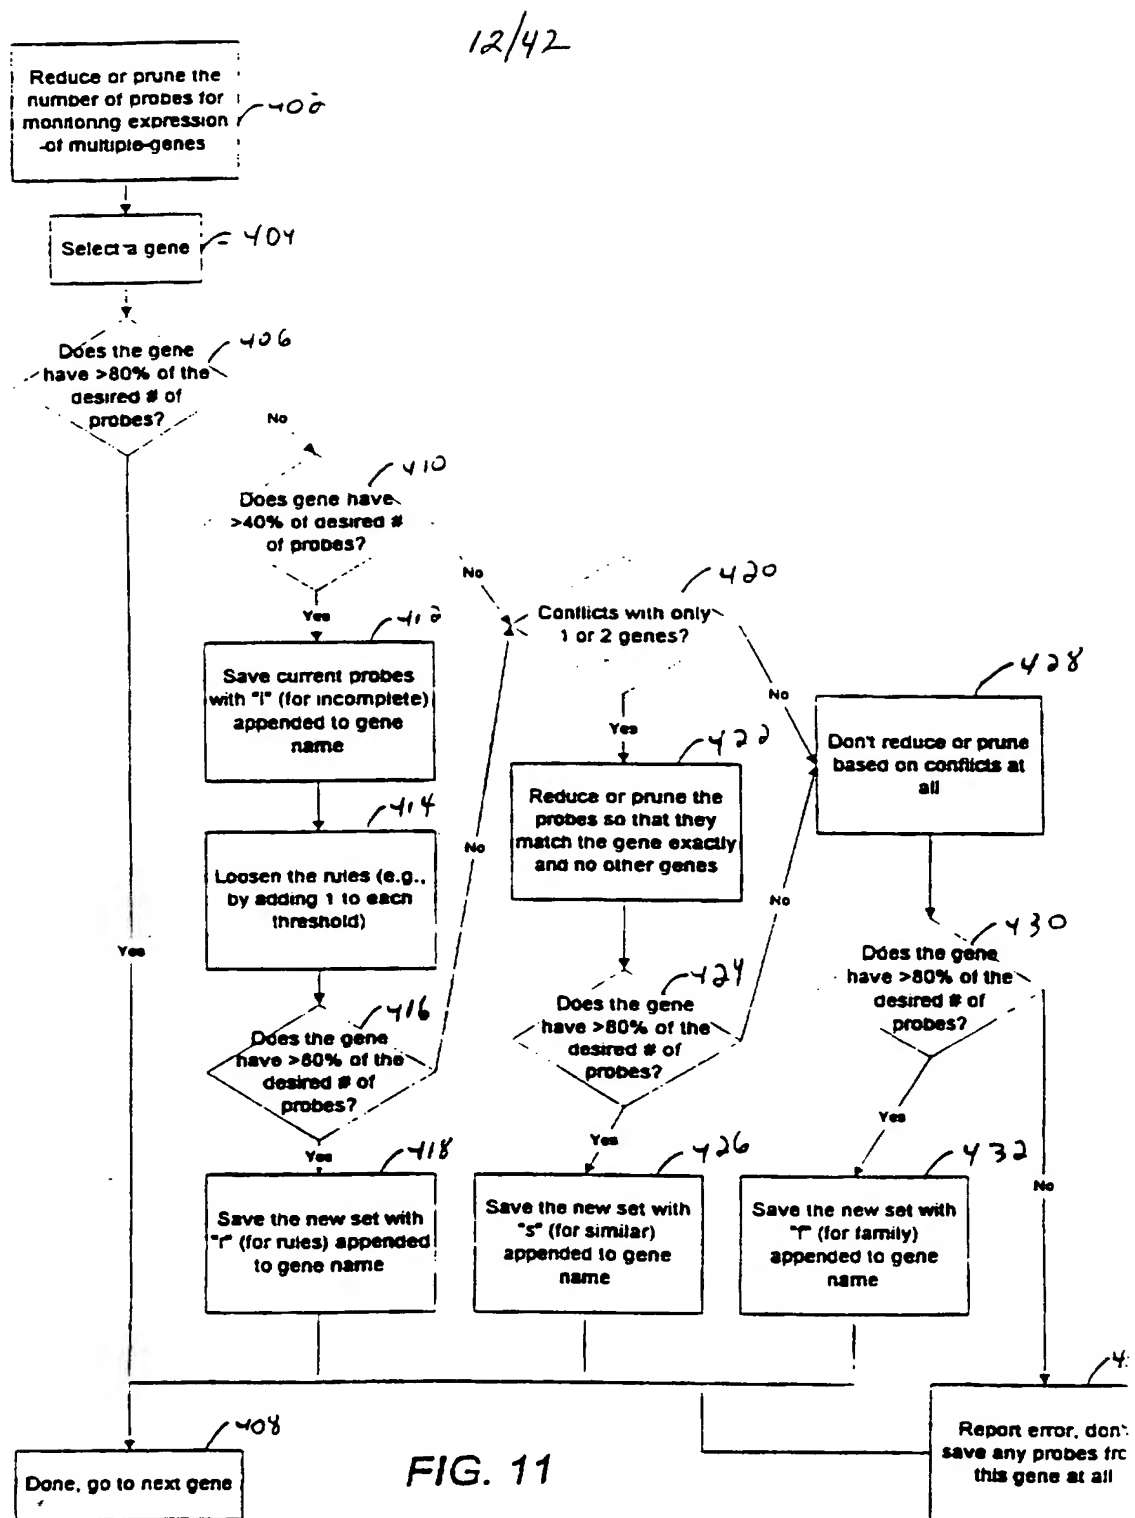 12/42
Reduce or prune the
number of probes for
monitoring expression
of multiple genes
402
Select a gene
404
Does the gene
have >80% of the
desired # of
probes?
406
No
Does gene have
>40% of desired #
of probes?
410
No
Yes
Save current probes
with "i" (for incomplete)
appended to gene
name
412
Loosen the rules (e.g.,
by adding 1 to each
threshold)
414
Does the gene
have >80% of the
desired # of
probes?
416
No
Yes
Save the new set with
"r" (for rules) appended
to gene name
418
Conflicts with only
1 or 2 genes?
420
No
Yes
Reduce or prune the
probes so that they
match the gene exactly
and no other genes
422
Does the gene
have >80% of the
desired # of
probes?
424
No
Yes
Save the new set with
"s" (for similar)
appended to gene
name
426
Don't reduce or prune
based on conflicts at
all
428
Does the gene
have >80% of the
desired # of
probes?
430
Yes
No
Save the new set with
"f" (for family)
appended to gene
name
432
Report error, don't
save any probes
this gene at all
Yes
Done, go to next gene
408
FIG. 11